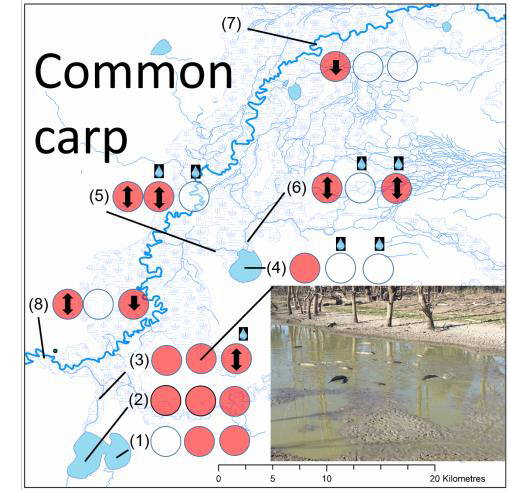 (7)
Common
carp
(6)
(5)
(4)
(8)
(3)
(2)
(1)
0 5 10 20 Kilometres